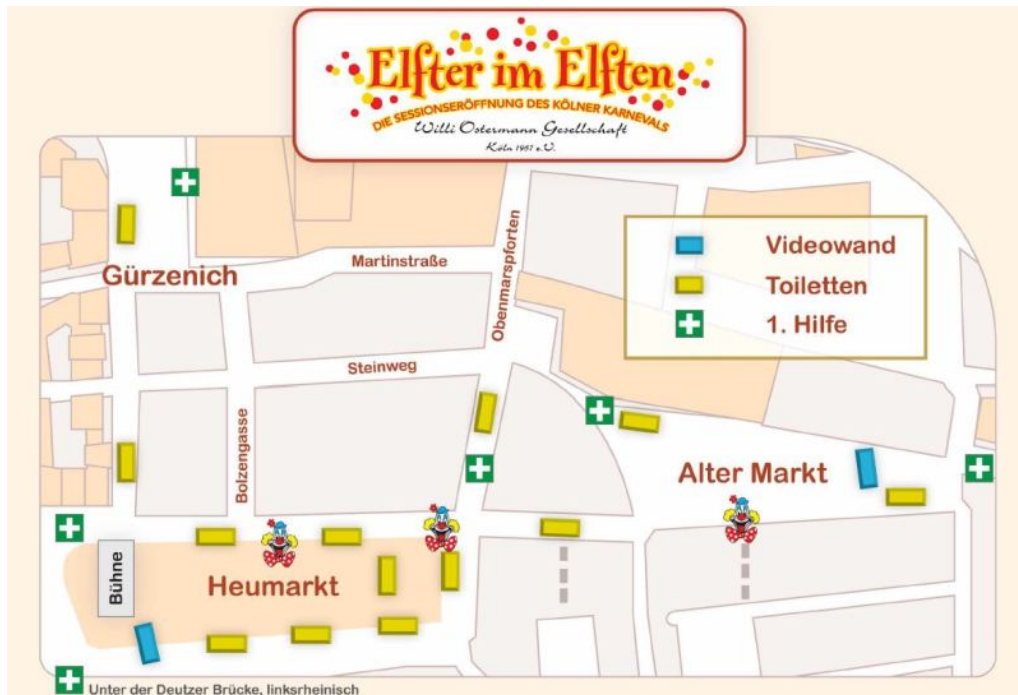 Elfter im Elften
DIE SESSIONSERÖFFNUNG DES KÖLNER KARNEVALS
Willi Ostermann Gesellschaft
Köln 1967 e.V.
Videowand
Toiletten
1. Hilfe
Gürzenich
Martinstraße
Obenmarspforten
Steinweg
Bolzengasse
Alter Markt
Bühne
Heumarkt
Unter der Deutzer Brücke, linksrheinisch